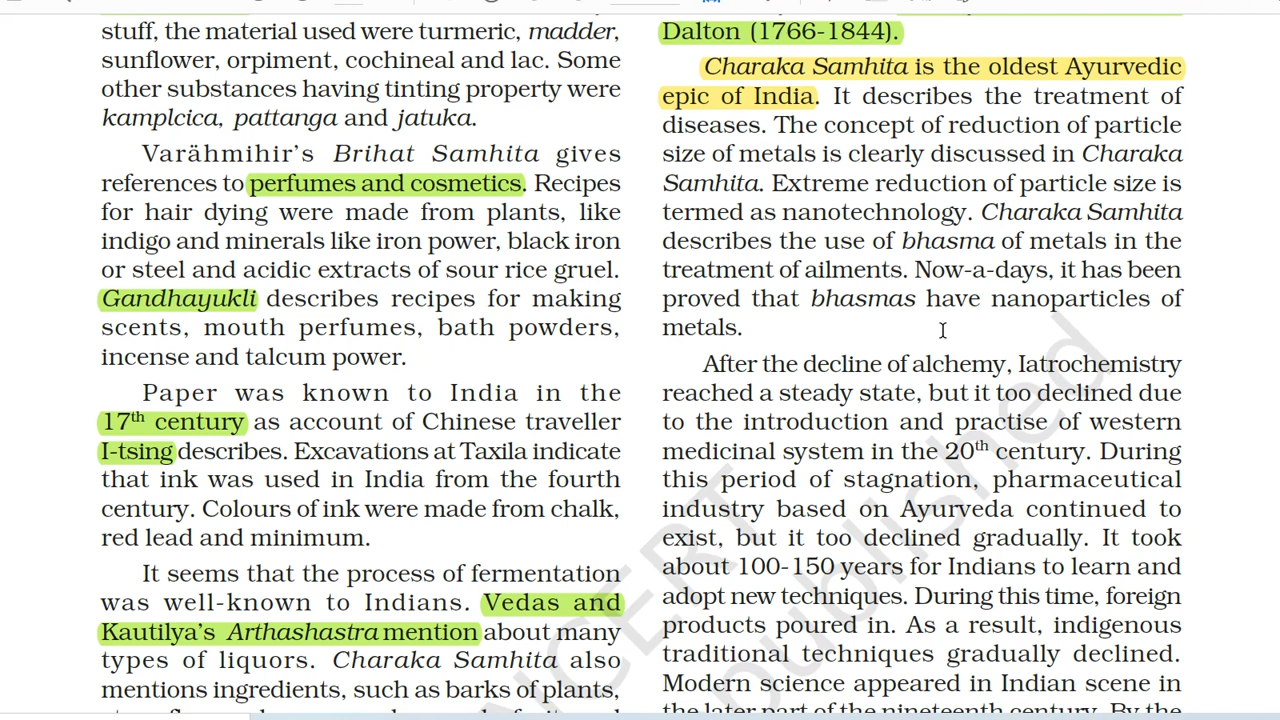 stuff, the material used were turmeric, madder,
sunflower, orpiment, cochineal and lac. Some
other substances having tinting property were
kamplcica, pattanga and jatuka.
Varähmihir's Brihat Samhita gives
references to perfumes and cosmetics. Recipes
for hair dying were made from plants, like
indigo and minerals like iron power, black iron
or steel and acidic extracts of sour rice gruel.
Gandhayukli describes recipes for making
scents, mouth perfumes, bath powders,
incense and talcum power.
Paper was known to India in the
17th century as account of Chinese traveller
I-tsing describes. Excavations at Taxila indicate
that ink was used in India from the fourth
century. Colours of ink were made from chalk,
red lead and minimum.
It seems that the process of fermentation
was well-known to Indians. Vedas and
Kautilya's Arthashastra mention about many
types of liquors. Charaka Samhita also
mentions ingredients, such as barks of plants,
Dalton (1766-1844).
Charaka Samhita is the oldest Ayurvedic
epic of India. It describes the treatment of
diseases. The concept of reduction of particle
size of metals is clearly discussed in Charaka
Samhita. Extreme reduction of particle size is
termed as nanotechnology. Charaka Samhita
describes the use of bhasma of metals in the
treatment of ailments. Now-a-days, it has been
proved that bhasmas have nanoparticles of
metals.
After the decline of alchemy, Iatrochemistry
reached a steady state, but it too declined due
to the introduction and practise of western
medicinal system in the 20th century. During
this period of stagnation, pharmaceutical
industry based on Ayurveda continued to
exist, but it too declined gradually. It took
about 100-150 years for Indians to learn and
adopt new techniques. During this time, foreign
products poured in. As a result, indigenous
traditional techniques gradually declined.
Modern science appeared in Indian scene in
the later part of the nineteenth century. By the
NCERT
published